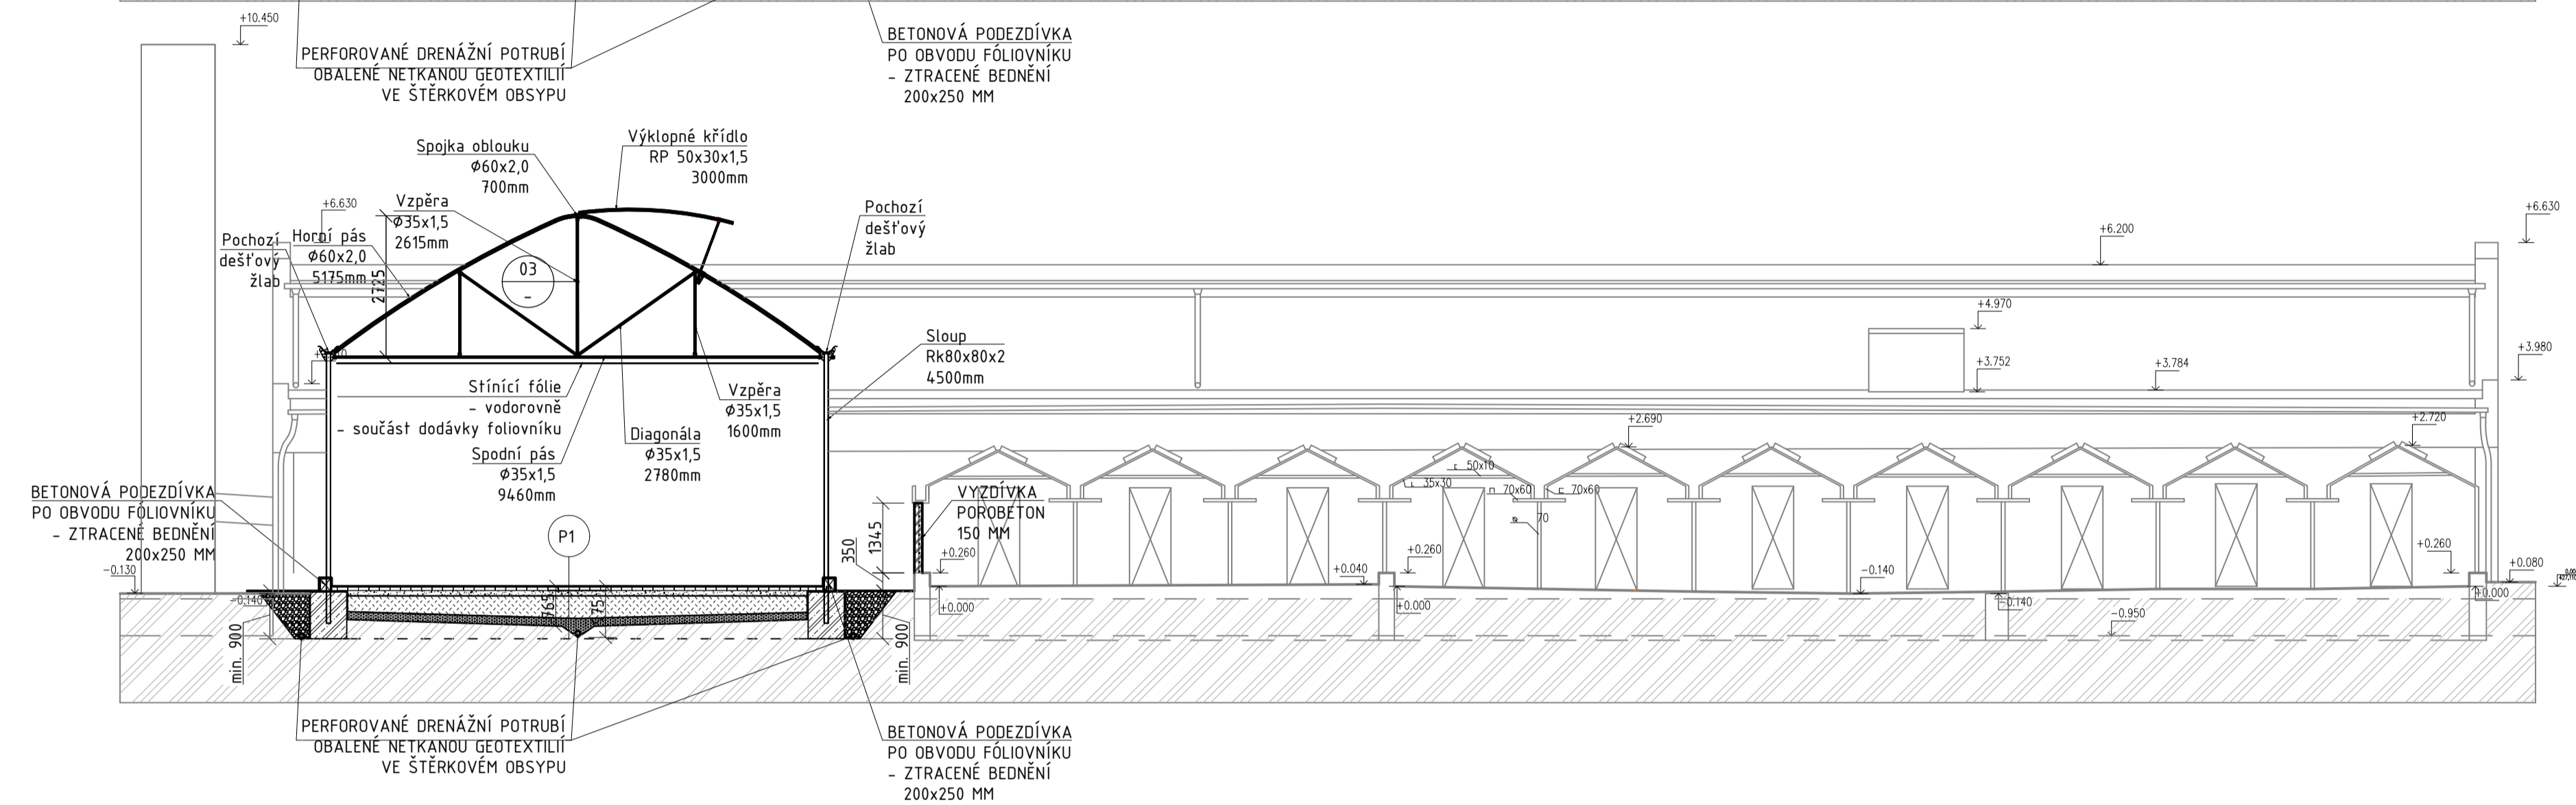 +10.450
PERFOROVANÉ DRENÁŽNÍ POTRUBÍ
OBALENÉ NETKANOU GEOTEXTILIÍ
VE ŠTĚRKOVÉM OBSYPU
BETONOVÁ PODEZDÍVKA
PO OBVODU FÓLIOVNÍKU
- ZTRACENÉ BEDNĚNÍ
200x250 MM
Spojka oblouku
Ø60x2,0
700mm
Výklopné křídlo
RP 50x30x1,5
3000mm
Vzpěra
Ø35x1,5
2615mm
+6.630
Pochozí
dešťový
žlab
Horní pás
Ø60x2,0
5175mm
2725
03
-
Pochozí
dešťový
žlab
+6.200
+6.630
Sloup
Rk80x80x2
4500mm
+4.970
+3.752
+3.784
+3.980
Stínící fólie
- vodorovně
- součást dodávky foliovníku
Spodní pás
Ø35x1,5
9460mm
Diagonála
Ø35x1,5
2780mm
Vzpěra
Ø35x1,5
1600mm
+2.690
+2.720
50x10
35x30
70x60
70x60
70
BETONOVÁ PODEZDÍVKA
PO OBVODU FÓLIOVNÍKU
- ZTRACENÉ BEDNĚNÍ
200x250 MM
P1
VYZDÍVKA
POROBETON
150 MM
1345
350
-0.130
-0.140
+0.260
+0.000
+0.040
+0.260
+0.000
-0.140
-0.140
-0.950
+0.260
+0.080
+0.000
765
min. 900
min. 900
PERFOROVANÉ DRENÁŽNÍ POTRUBÍ
OBALENÉ NETKANOU GEOTEXTILIÍ
VE ŠTĚRKOVÉM OBSYPU
BETONOVÁ PODEZDÍVKA
PO OBVODU FÓLIOVNÍKU
- ZTRACENÉ BEDNĚNÍ
200x250 MM